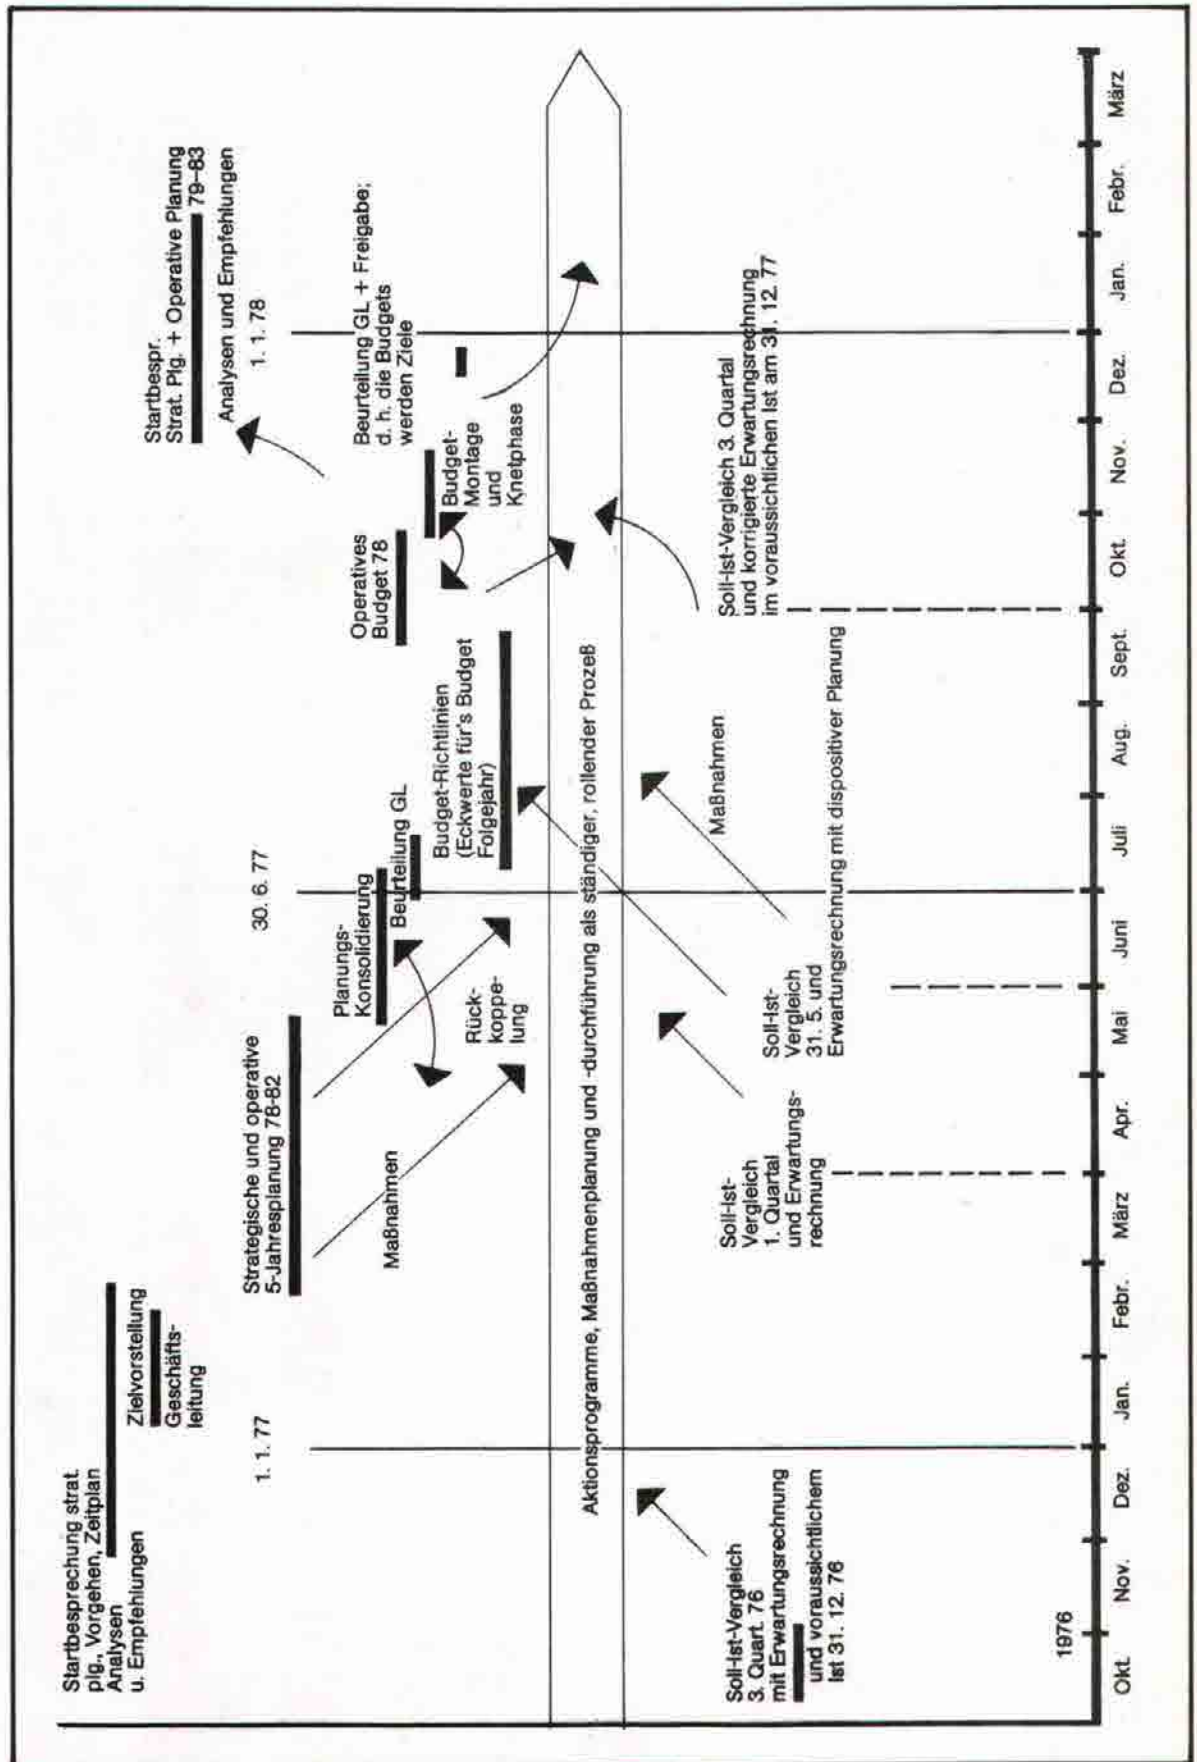 Startbesprechung strat.
plg., Vorgehen, Zeitplan
Analysen
u. Empfehlungen
Zielvorstellung
Geschäfts-
leitung
1. 1. 77
Strategische und operative
5-Jahresplanung 78-82
Maßnahmen
Planungs-
Konsolidierung
Beurteilung GL
Rück-
koppe-
lung
30. 6. 77
Budget-Richtlinien
(Eckwerte für's Budget
Folgejahr)
Operatives
Budget 78
Budget-
Montage
und
Knetphase
Beurteilung GL + Freigabe;
d. h. die Budgets
werden Ziele
Startbespr.
Strat. Plg. + Operative Planung
79–83
Analysen und Empfehlungen
1. 1. 78
Aktionsprogramme, Maßnahmenplanung und -durchführung als ständiger, rollender Prozeß
Soll-Ist-Vergleich
3. Quart. 76
mit Erwartungsrechnung
und voraussichtlichem
Ist 31. 12. 76
Soll-Ist-
Vergleich
1. Quartal
und Erwartungs-
rechnung
Soll-Ist-
Vergleich
31. 5. und
Erwartungsrechnung mit dispositiver Planung
Maßnahmen
Soll-Ist-Vergleich 3. Quartal
und korrigierte Erwartungsrechnung
im voraussichtlichen Ist am 31. 12. 77
1976
Okt. Nov. Dez. Jan. Febr. März Apr. Mai Juni Juli Aug. Sept. Okt. Nov. Dez. Jan. Febr. März